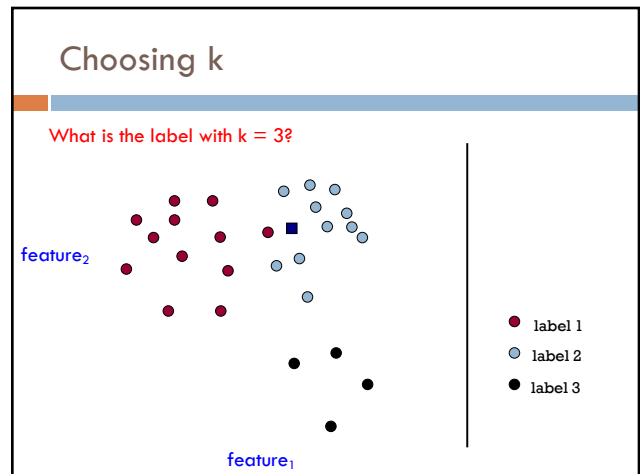 Choosing k
What is the label with k = 3?
feature₂
label 1
label 2
label 3
feature₁